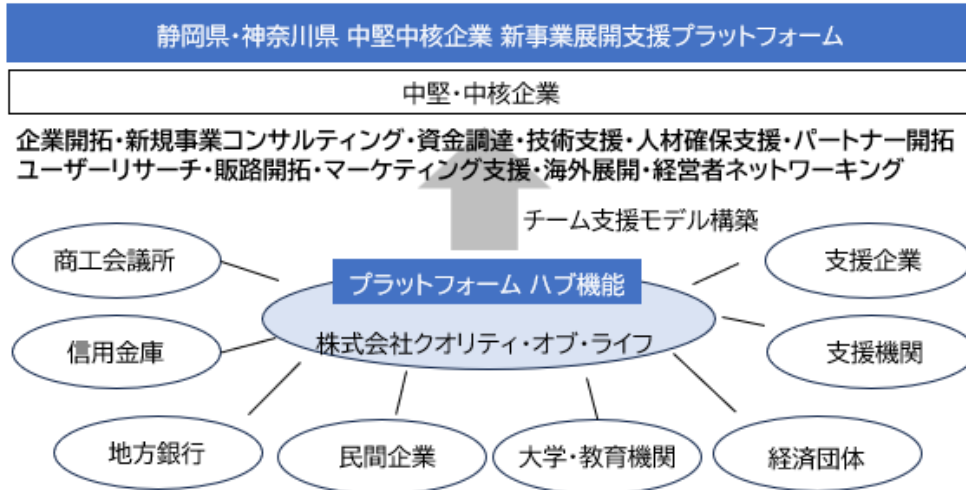 静岡県・神奈川県 中堅中核企業 新事業展開支援プラットフォーム
中堅・中核企業
企業開拓・新規事業コンサルティング・資金調達・技術支援・人材確保支援・パートナー開拓
ユーザーリサーチ・販路開拓・マーケティング支援・海外展開・経営者ネットワーキング
チーム支援モデル構築
商工会議所
支援企業
プラットフォーム ハブ機能
信用金庫
株式会社クオリティ・オブ・ライフ
支援機関
地方銀行
民間企業
大学・教育機関
経済団体